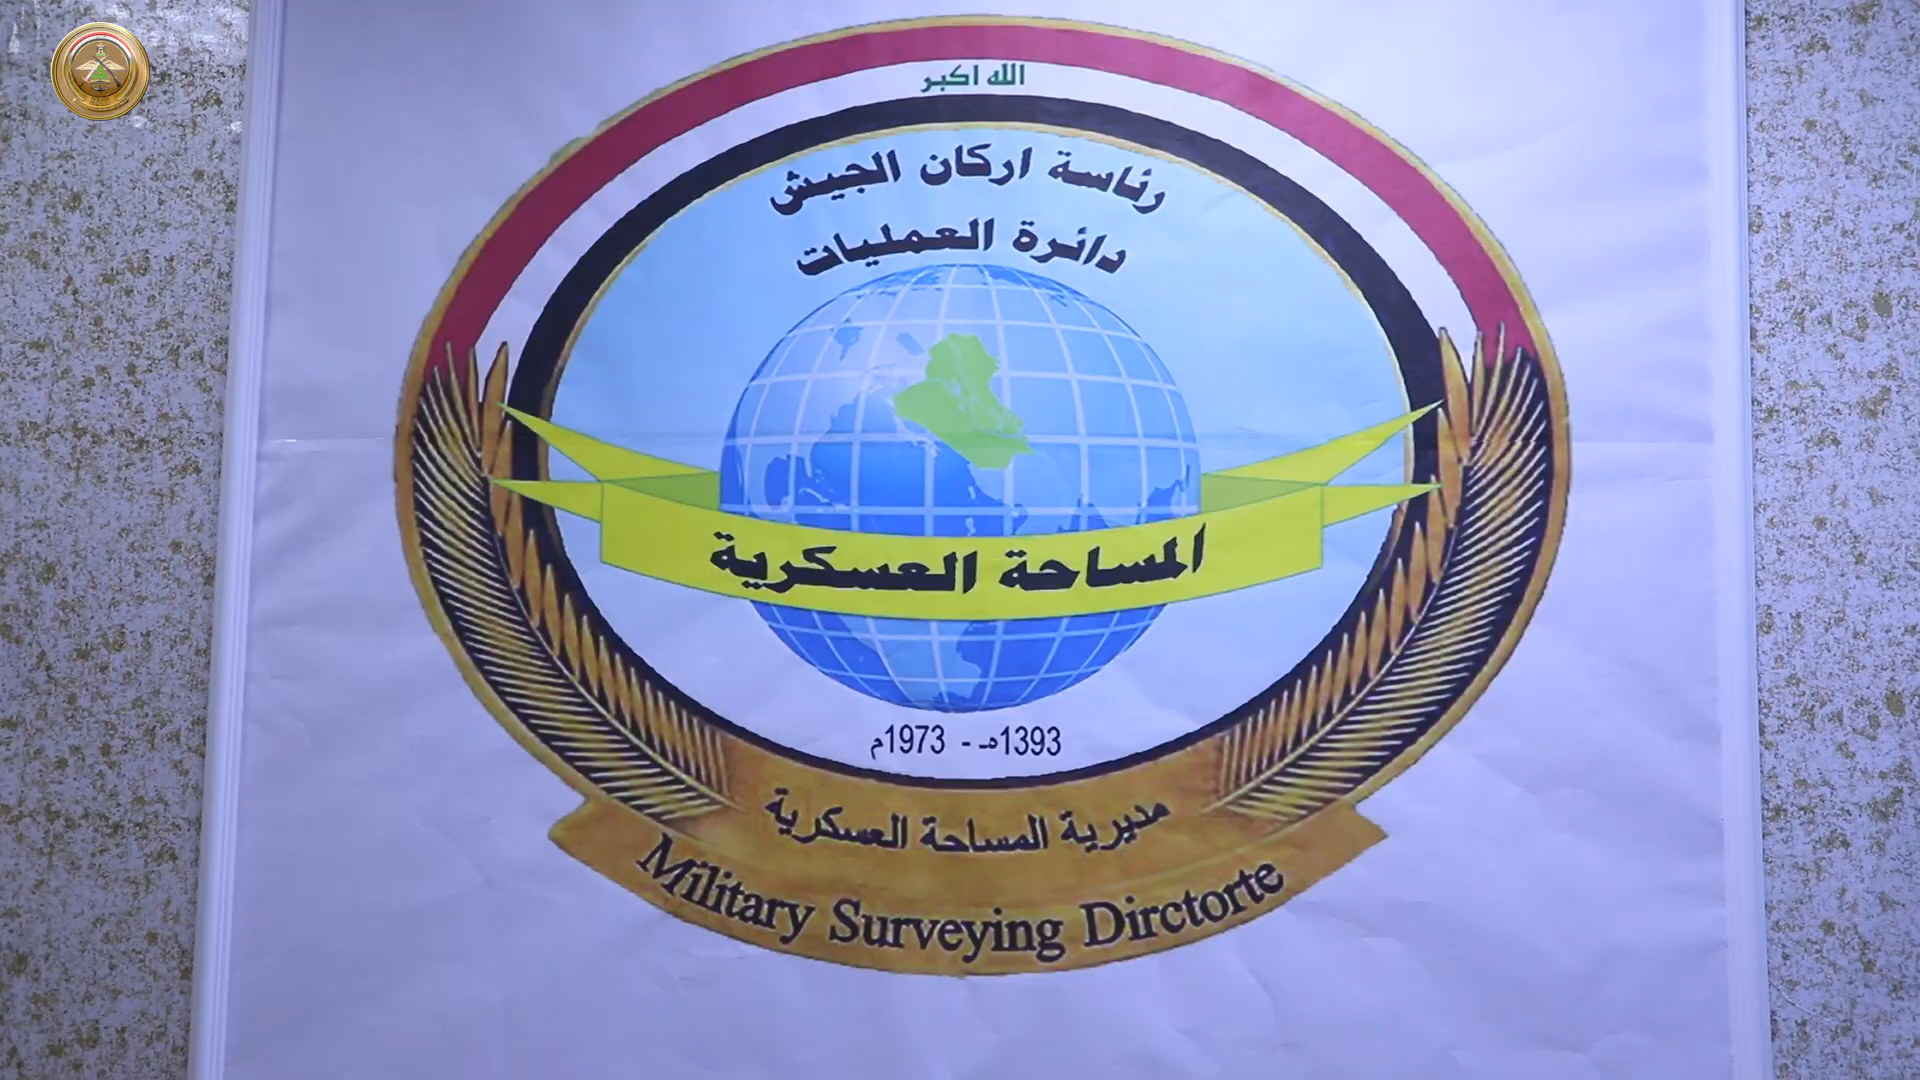 الله اكبر
رئاسة اركان الجيش
دائرة العمليات
المساحة العسكرية
1393هـ - 1973م
مديرية المساحة العسكرية
Military Surveying Dirctorte